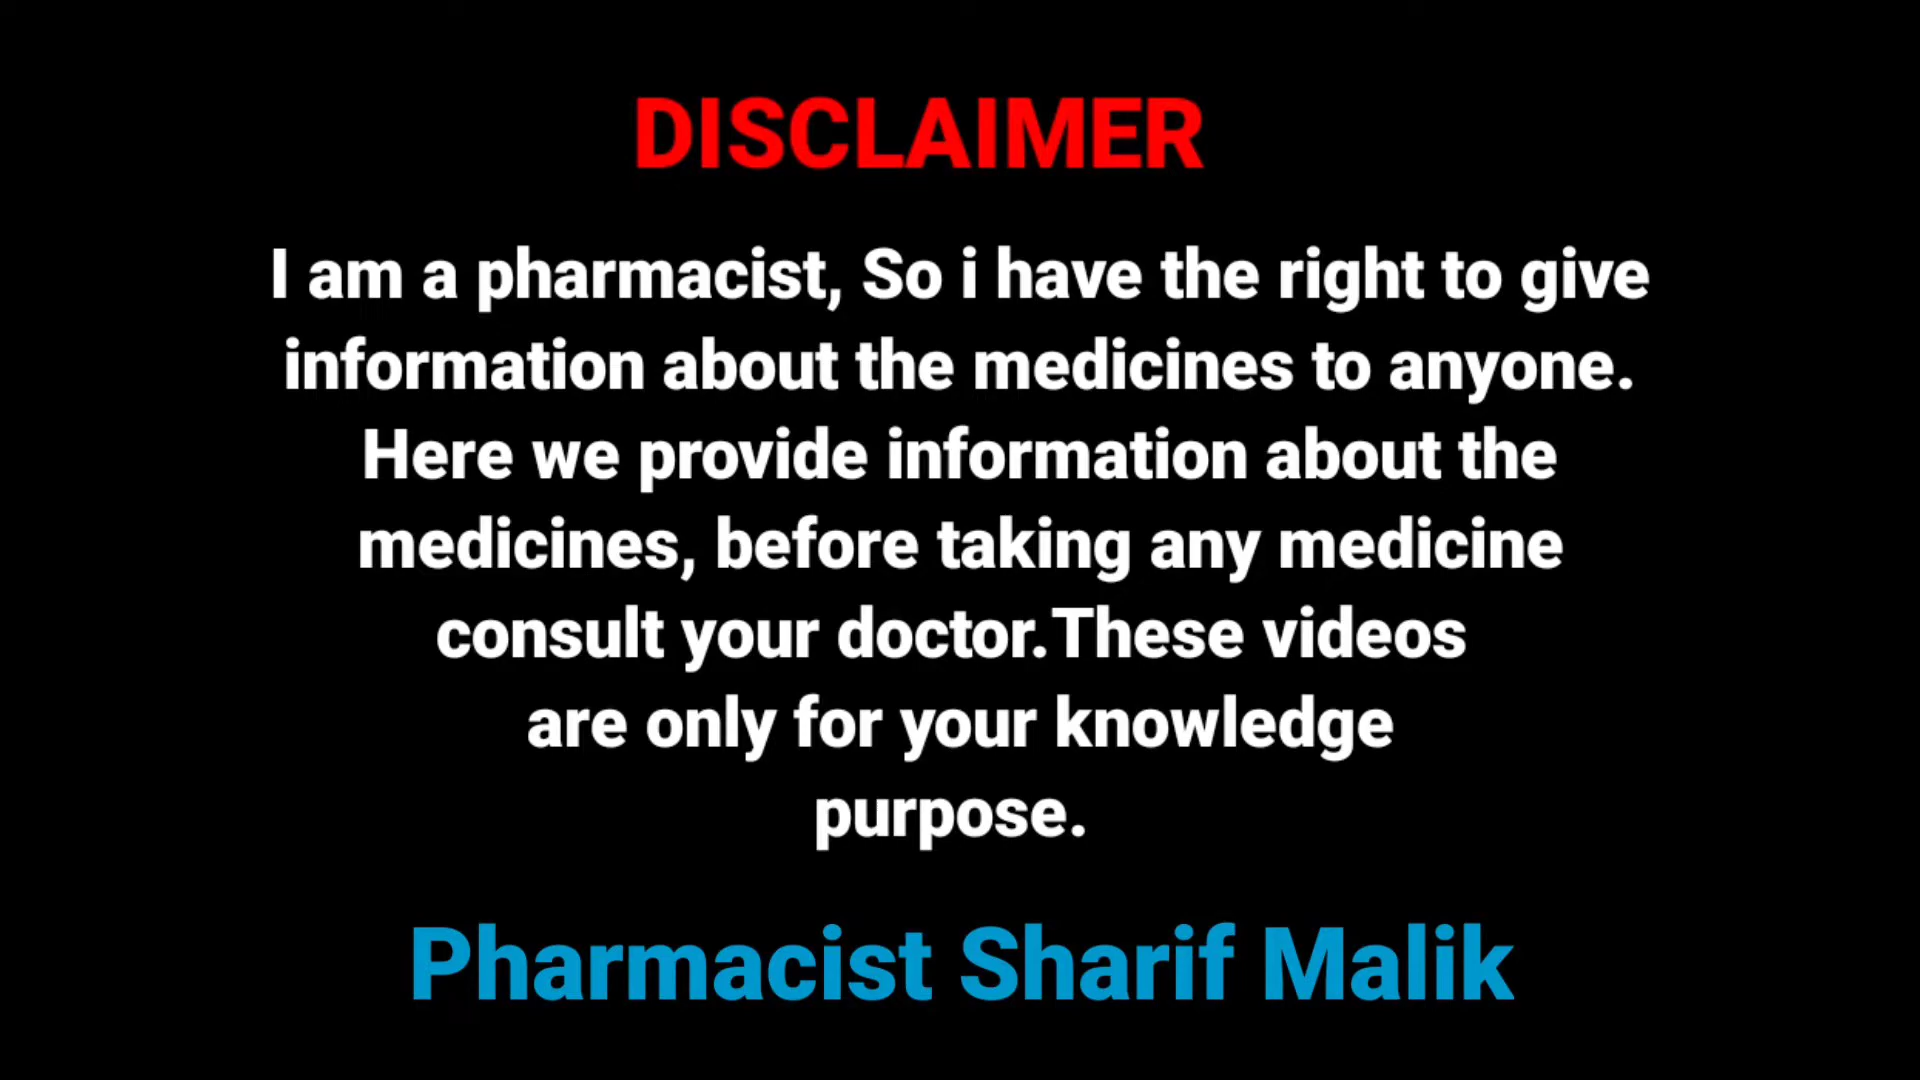 DISCLAIMER
I am a pharmacist, So i have the right to give
information about the medicines to anyone.
Here we provide information about the
medicines, before taking any medicine
consult your doctor.These videos
are only for your knowledge
purpose.
Pharmacist Sharif Malik